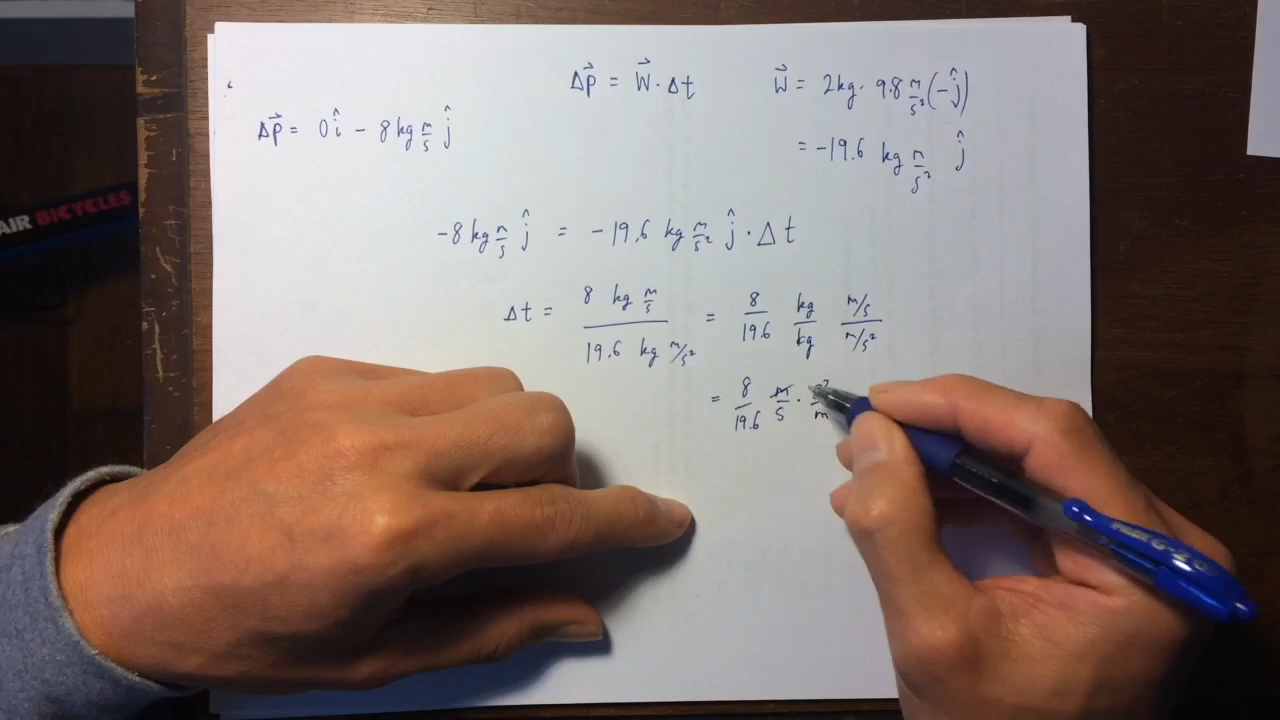 Δp⃗ = W⃗ · Δt
W⃗ = 2kg · 9.8 m/s² (-ĵ)
Δp⃗ = 0î - 8 kg m/s ĵ
= -19.6 kg m/s² ĵ
AIR BICYCLES
-8 kg m/s ĵ = -19.6 kg m/s² ĵ · Δt
Δt = 8 kg m/s / 19.6 kg m/s² = 8/19.6 kg/kg m/s / m/s²
= 8/19.6 m/s · s²/m
G-2